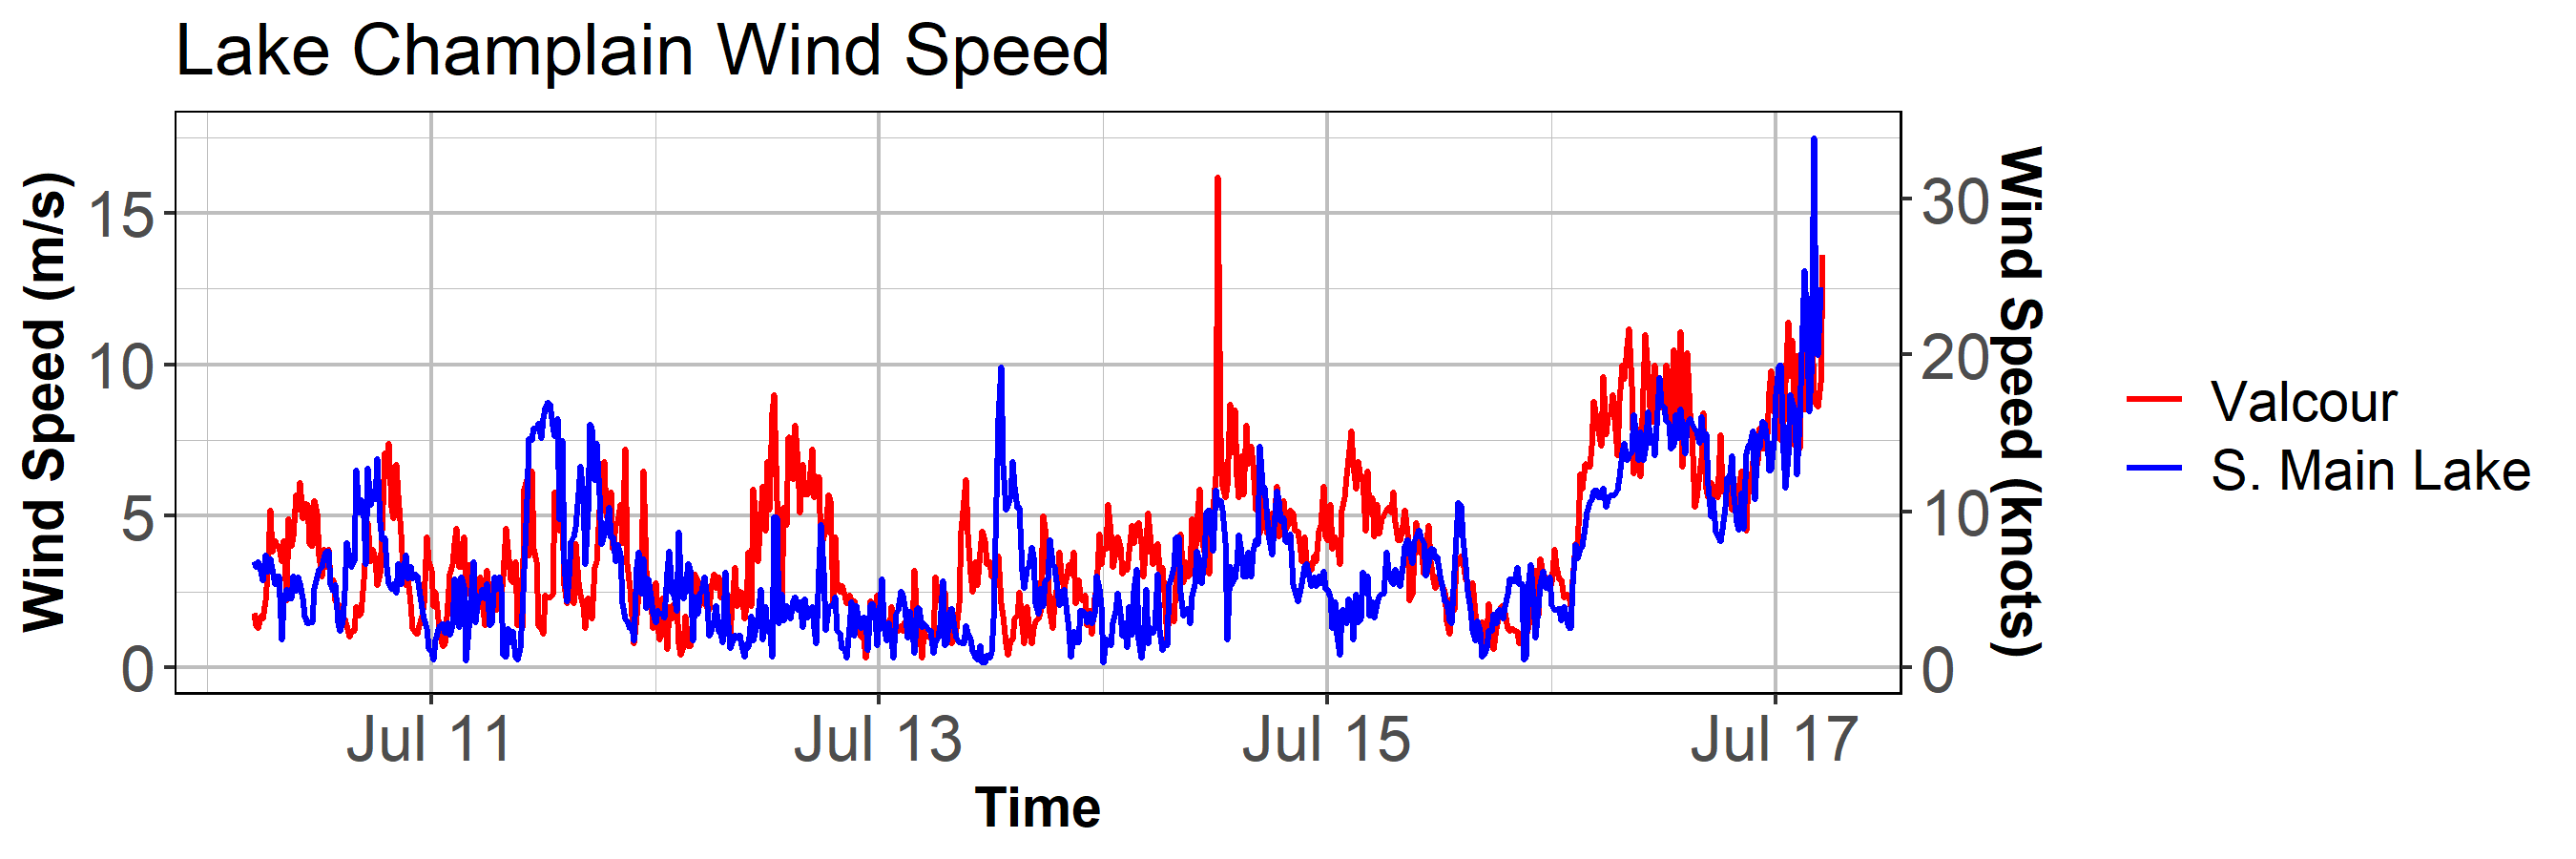 Lake Champlain Wind Speed
Wind Speed (m/s)
15
10
5
0
30
20
10
0
Wind Speed (knots)
Jul 11
Jul 13
Jul 15
Jul 17
Time
Valcour
S. Main Lake